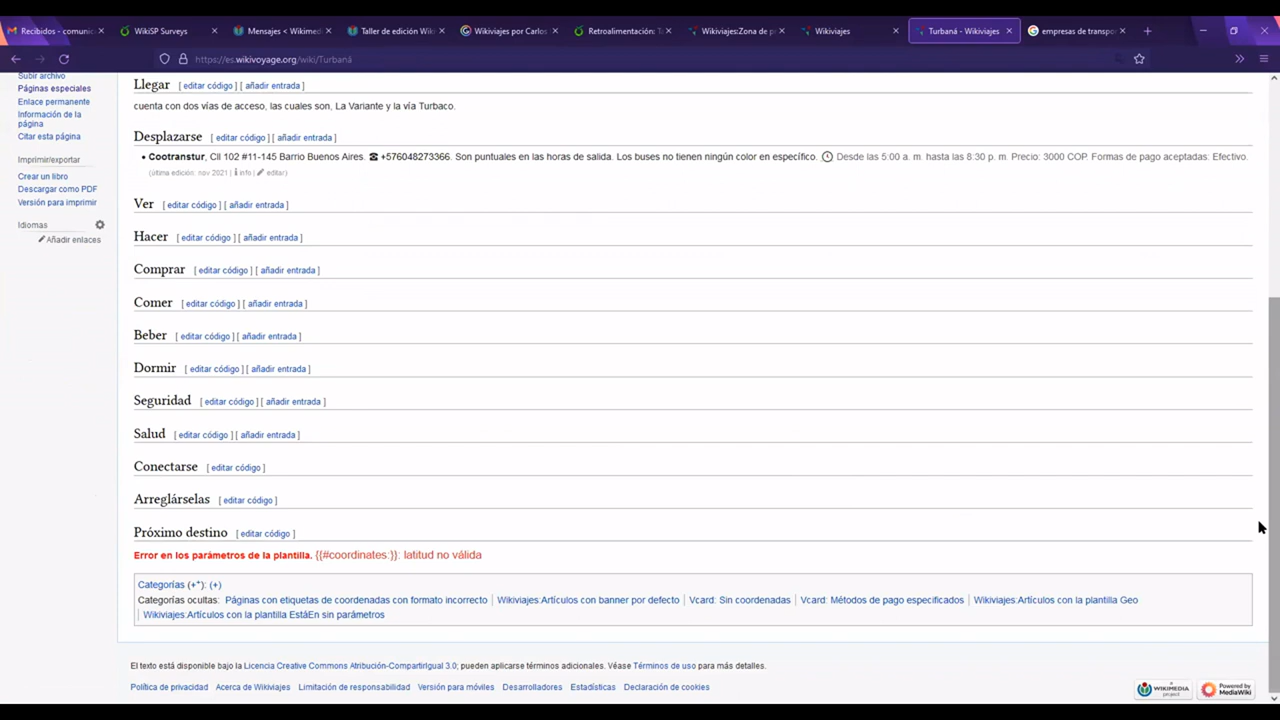 Recibidos - comunic
WikiSP Surveys
Mensajes < Wikimed
Taller de edición Wiki
Wikiviajes por Carlos
Retroalimentación: T
Wikiviajes:Zona de p
Wikiviajes
Turbaná - Wikiviajes
empresas de transpo
https://es.wikivoyage.org/wiki/Turbaná
Subir archivo
Páginas especiales
Enlace permanente
Información de la
página
Citar esta página
Imprimir/exportar
Crear un libro
Descargar como PDF
Versión para imprimir
Idiomas
Añadir enlaces
Llegar [ editar código ] [ añadir entrada ]
cuenta con dos vías de acceso, las cuales son, La Variante y la vía Turbaco.
Desplazarse [ editar código ] [ añadir entrada ]
• Cootranstur, Cll 102 #11-145 Barrio Buenos Aires. ☎ +576048273366. Son puntuales en las horas de salida. Los buses no tienen ningún color en específico. Desde las 5:00 a. m. hasta las 8:30 p. m. Precio: 3000 COP. Formas de pago aceptadas: Efectivo.
(última edición: nov 2021 | info | editar)
Ver [ editar código ] [ añadir entrada ]
Hacer [ editar código ] [ añadir entrada ]
Comprar [ editar código ] [ añadir entrada ]
Comer [ editar código ] [ añadir entrada ]
Beber [ editar código ] [ añadir entrada ]
Dormir [ editar código ] [ añadir entrada ]
Seguridad [ editar código ] [ añadir entrada ]
Salud [ editar código ] [ añadir entrada ]
Conectarse [ editar código ]
Arreglárselas [ editar código ]
Próximo destino [ editar código ]
Error en los parámetros de la plantilla. {{#coordinates:}}: latitud no válida
Categorías (+⁺): (+)
Categorías ocultas: Páginas con etiquetas de coordenadas con formato incorrecto | Wikiviajes:Artículos con banner por defecto | Vcard: Sin coordenadas | Vcard: Métodos de pago especificados | Wikiviajes:Artículos con la plantilla Geo
| Wikiviajes:Artículos con la plantilla EstáEn sin parámetros
El texto está disponible bajo la Licencia Creative Commons Atribución-CompartirIgual 3.0; pueden aplicarse términos adicionales. Véase Términos de uso para más detalles.
Política de privacidad Acerca de Wikiviajes Limitación de responsabilidad Versión para móviles Desarrolladores Estadísticas Declaración de cookies
WIKIMEDIA project
Powered by MediaWiki